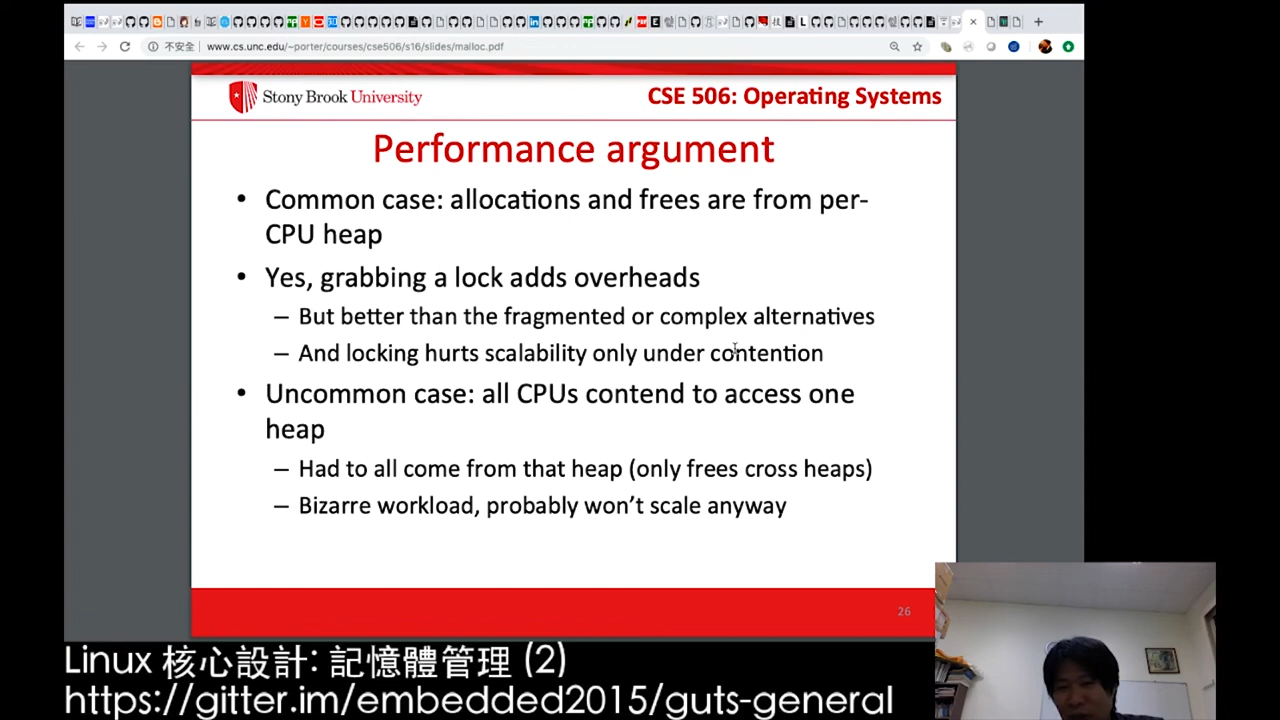 不安全 www.cs.unc.edu/~porter/courses/cse506/s16/slides/malloc.pdf
Stony Brook University
CSE 506: Operating Systems
Performance argument
• Common case: allocations and frees are from per-
CPU heap
• Yes, grabbing a lock adds overheads
– But better than the fragmented or complex alternatives
– And locking hurts scalability only under contention
• Uncommon case: all CPUs contend to access one
heap
– Had to all come from that heap (only frees cross heaps)
– Bizarre workload, probably won't scale anyway
26
Linux 核心設計: 記憶體管理 (2)
https://gitter.im/embedded2015/guts-general